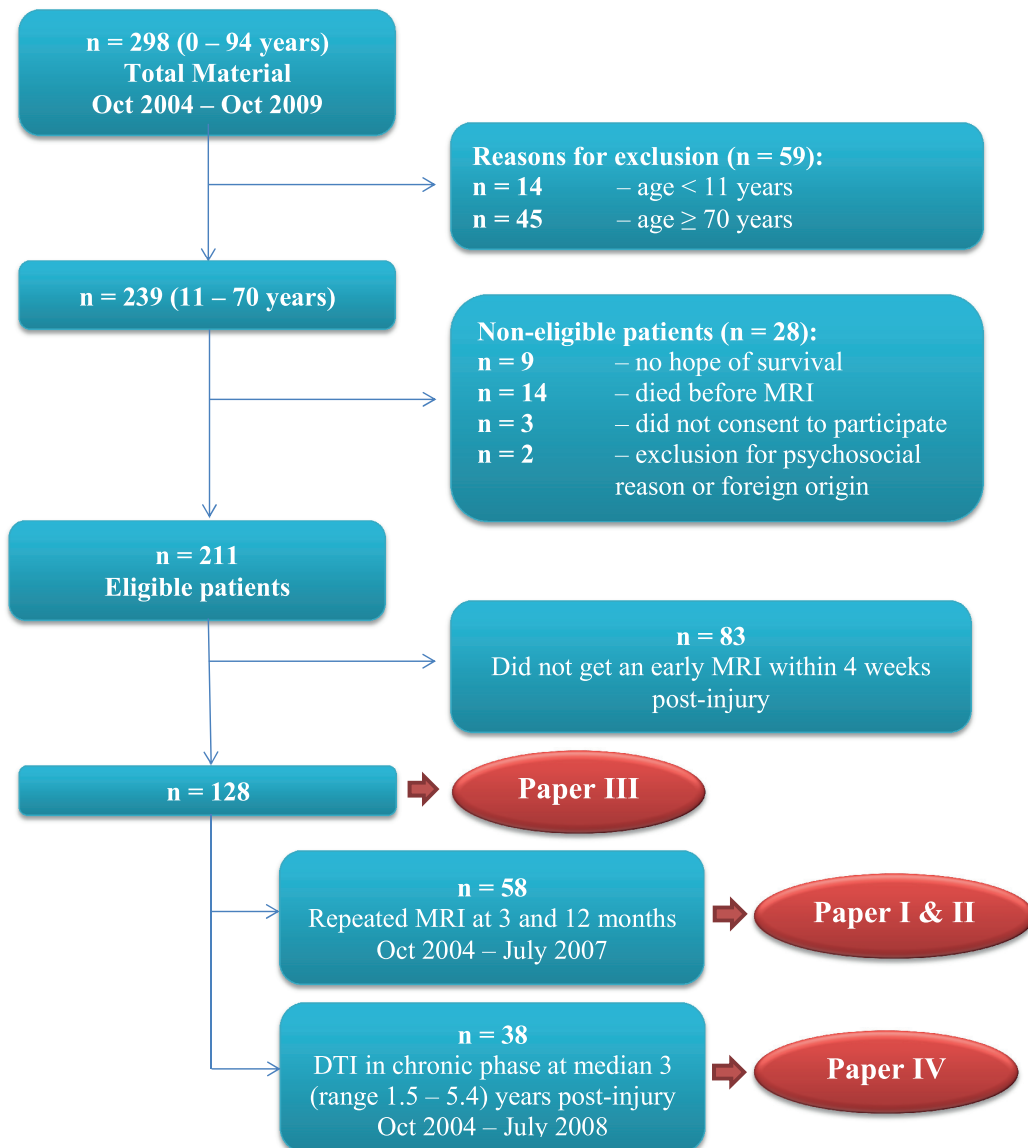 n = 298 (0 – 94 years)
Total Material
Oct 2004 – Oct 2009
Reasons for exclusion (n = 59):
n = 14 – age < 11 years
n = 45 – age ≥ 70 years
n = 239 (11 – 70 years)
Non-eligible patients (n = 28):
n = 9 – no hope of survival
n = 14 – died before MRI
n = 3 – did not consent to participate
n = 2 – exclusion for psychosocial
reason or foreign origin
n = 211
Eligible patients
n = 83
Did not get an early MRI within 4 weeks
post-injury
n = 128
Paper III
n = 58
Repeated MRI at 3 and 12 months
Oct 2004 – July 2007
Paper I & II
n = 38
DTI in chronic phase at median 3
(range 1.5 – 5.4) years post-injury
Oct 2004 – July 2008
Paper IV